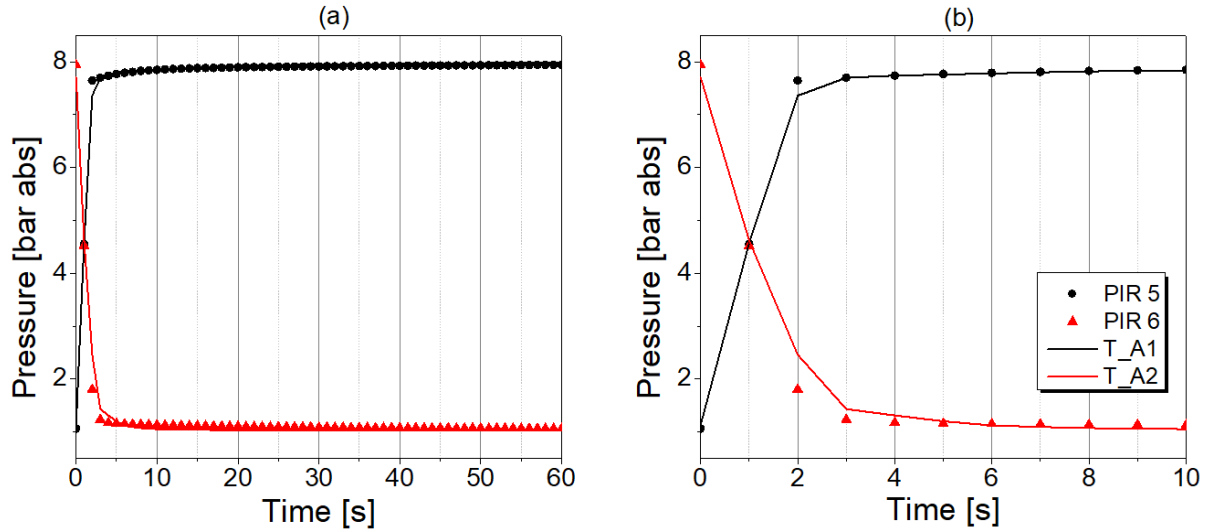 (a)
Pressure [bar abs]
8
6
4
2
0 10 20 30 40 50 60
Time [s]
(b)
Pressure [bar abs]
8
6
4
2
0 2 4 6 8 10
Time [s]
PIR 5
PIR 6
T_A1
T_A2